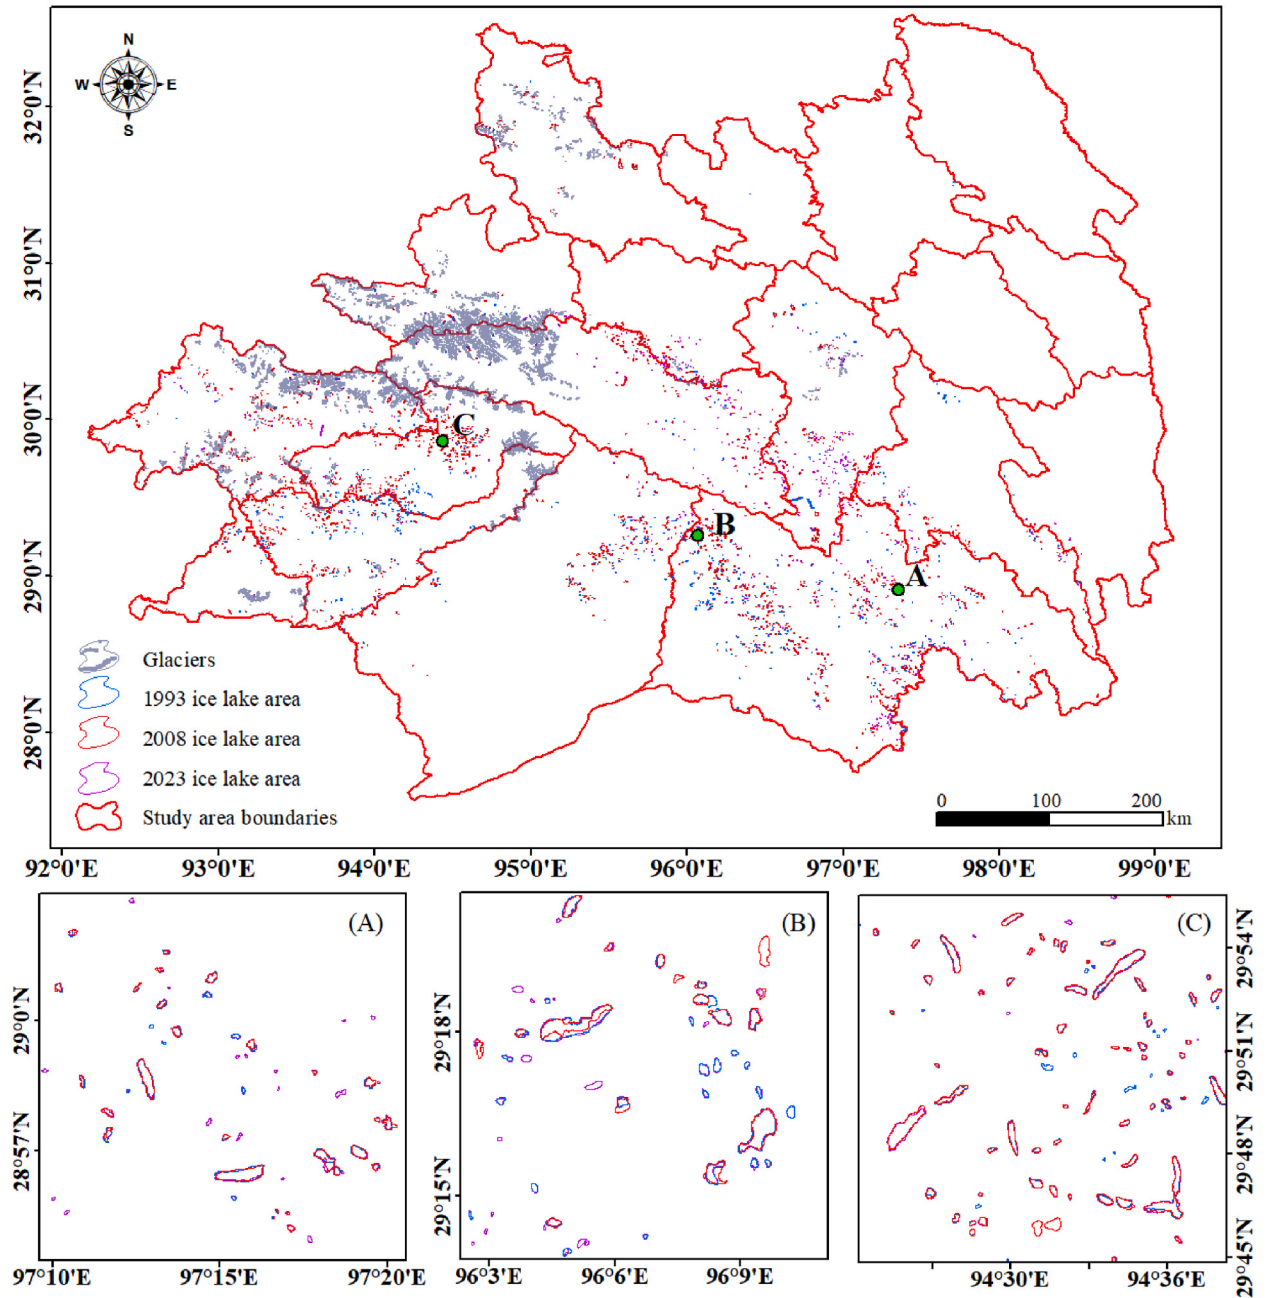 N
W E
S
32°0'N
31°0'N
30°0'N
29°0'N
28°0'N
C
B
A
Glaciers
1993 ice lake area
2008 ice lake area
2023 ice lake area
Study area boundaries
0 100 200
km
92°0'E 93°0'E 94°0'E 95°0'E 96°0'E 97°0'E 98°0'E 99°0'E
(A)
29°0'N
28°57'N
97°10'E 97°15'E 97°20'E
(B)
29°18'N
29°15'N
96°3'E 96°6'E 96°9'E
(C)
29°54'N
29°51'N
29°48'N
29°45'N
94°30'E 94°36'E